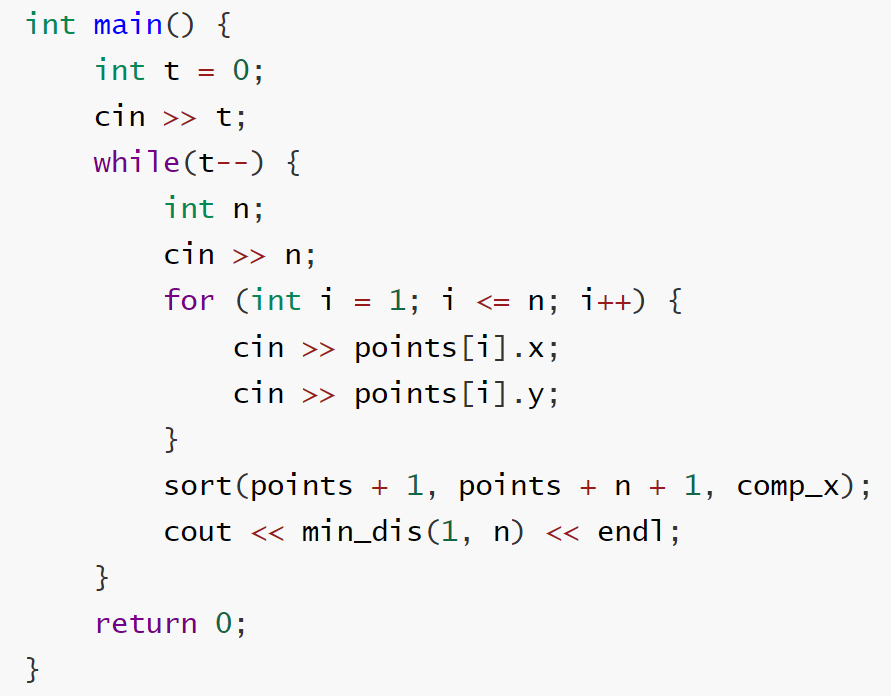 int main() {
    int t = 0;
    cin >> t;
    while(t--) {
        int n;
        cin >> n;
        for (int i = 1; i <= n; i++) {
            cin >> points[i].x;
            cin >> points[i].y;
        }
        sort(points + 1, points + n + 1, comp_x);
        cout << min_dis(1, n) << endl;
    }
    return 0;
}